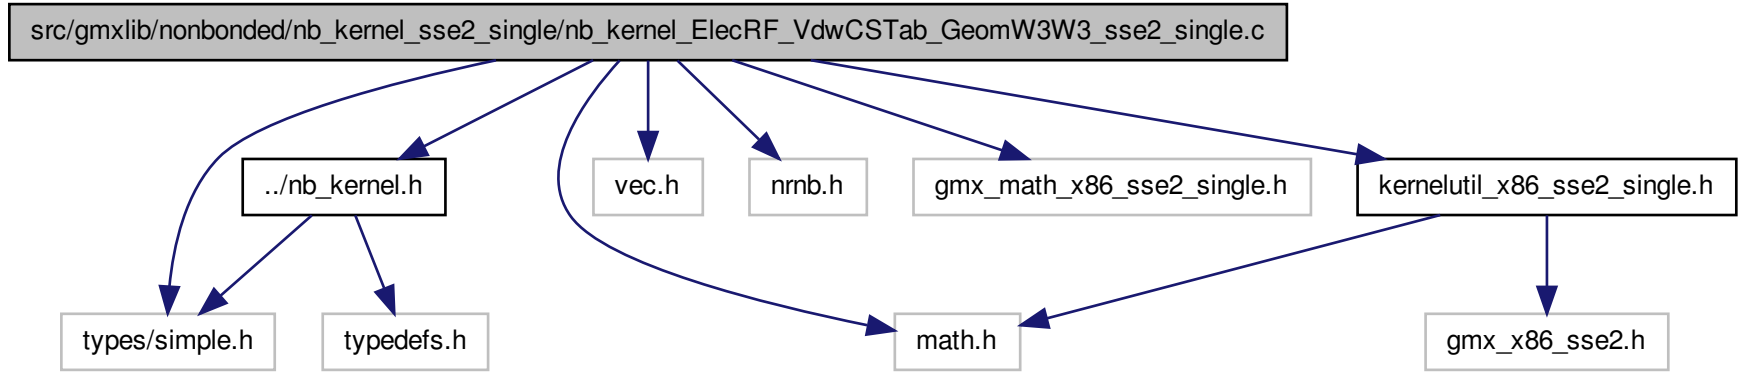 src/gmxlib/nonbonded/nb_kernel_sse2_single/nb_kernel_ElecRF_VdwCSTab_GeomW3W3_sse2_single.c
../nb_kernel.h
vec.h
nrnb.h
gmx_math_x86_sse2_single.h
kernelutil_x86_sse2_single.h
types/simple.h
typedefs.h
math.h
gmx_x86_sse2.h